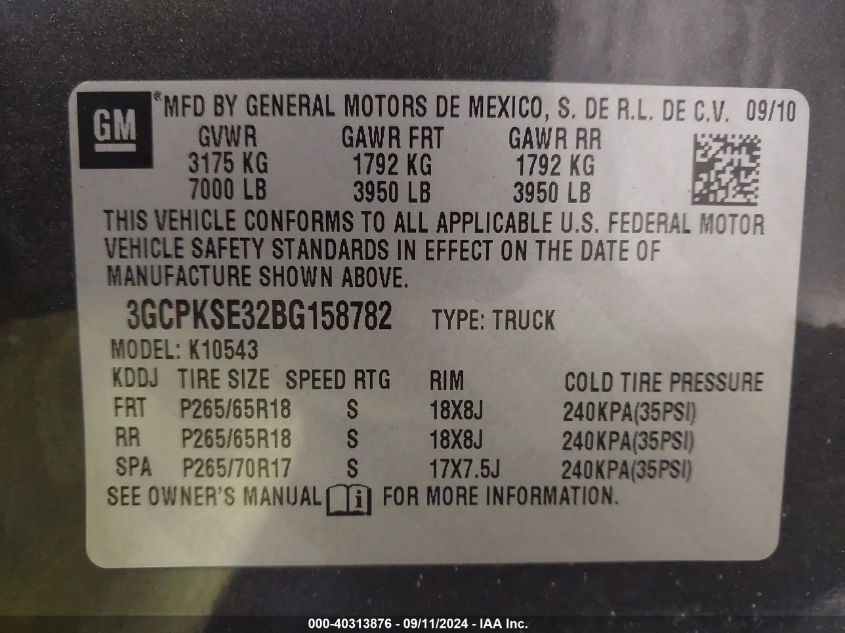 GM ® MFD BY GENERAL MOTORS DE MEXICO, S. DE R.L. DE C.V. 09/10
GVWR GAWR FRT GAWR RR
3175 KG 1792 KG 1792 KG
7000 LB 3950 LB 3950 LB
THIS VEHICLE CONFORMS TO ALL APPLICABLE U.S. FEDERAL MOTOR
VEHICLE SAFETY STANDARDS IN EFFECT ON THE DATE OF
MANUFACTURE SHOWN ABOVE.
3GCPKSE32BG158782 TYPE: TRUCK
MODEL: K10543
KDDJ TIRE SIZE SPEED RTG RIM COLD TIRE PRESSURE
FRT P265/65R18 S 18X8J 240KPA(35PSI)
RR P265/65R18 S 18X8J 240KPA(35PSI)
SPA P265/70R17 S 17X7.5J 240KPA(35PSI)
SEE OWNER'S MANUAL i FOR MORE INFORMATION.
000-40313876 - 09/11/2024 - IAA Inc.